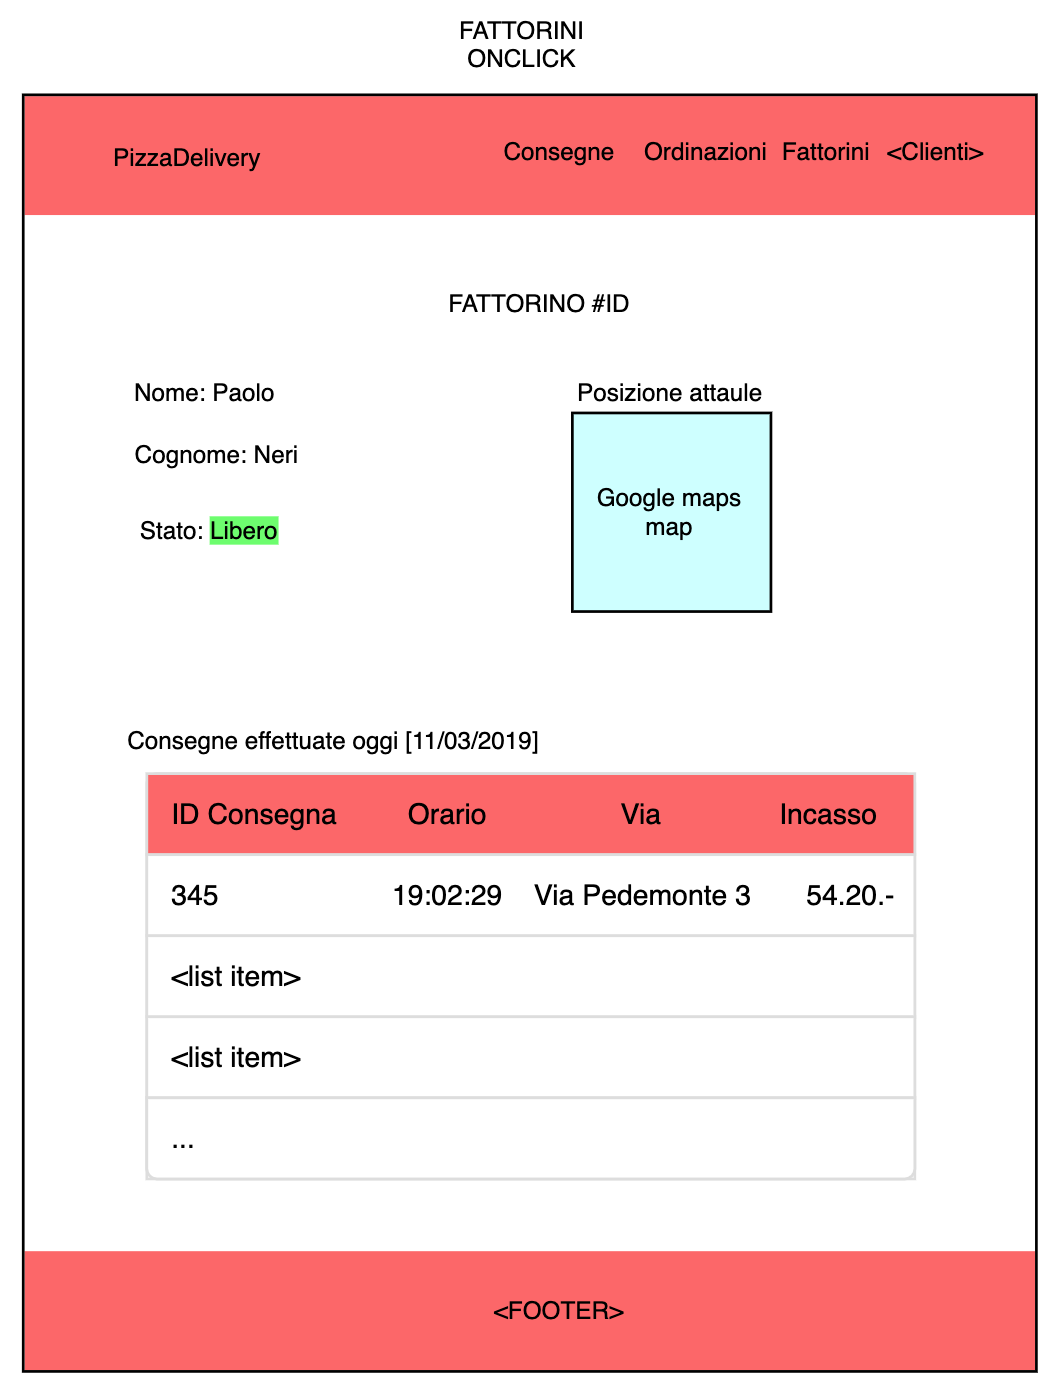 FATTORINI
ONCLICK
PizzaDelivery Consegne Ordinazioni Fattorini <Clienti>
FATTORINO #ID
Nome: Paolo
Cognome: Neri
Stato: Libero
Posizione attaule
Google maps
map
Consegne effettuate oggi [11/03/2019]
ID Consegna Orario Via Incasso
345 19:02:29 Via Pedemonte 3 54.20.-
<list item>
<list item>
...
<FOOTER>